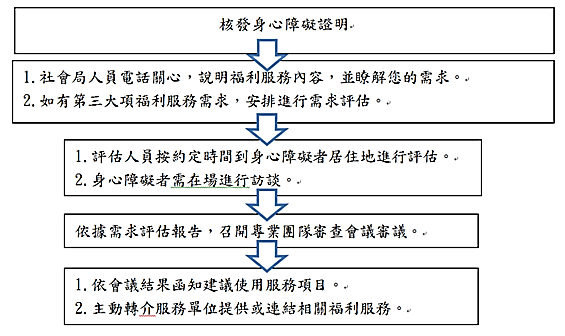 核發身心障礙證明
1. 社會局人員電話關心，說明福利服務內容，並瞭解您的需求。
2. 如有第三大項福利服務需求，安排進行需求評估。
1. 評估人員按約定時間到身心障礙者居住地進行評估。
2. 身心障礙者需在場進行訪談。
依據需求評估報告，召開專業團隊審查會議審議。
1. 依會議結果函知建議使用服務項目。
2. 主動轉介服務單位提供或連結相關福利服務。